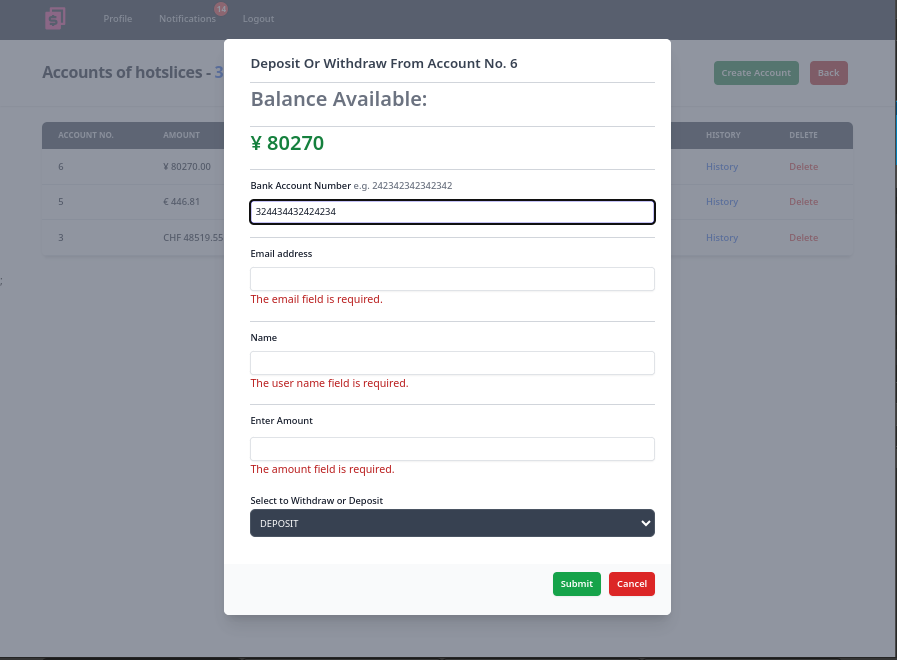 Profile Notifications 14 Logout
Accounts of hotslices - 3
Create Account Back
ACCOUNT NO. AMOUNT HISTORY DELETE
6 ¥ 80270.00 History Delete
5 € 446.81 History Delete
3 CHF 48519.55 History Delete
;
Deposit Or Withdraw From Account No. 6
Balance Available:
¥ 80270
Bank Account Number e.g. 242342342342342
324434432424234
Email address
The email field is required.
Name
The user name field is required.
Enter Amount
The amount field is required.
Select to Withdraw or Deposit
DEPOSIT
Submit Cancel